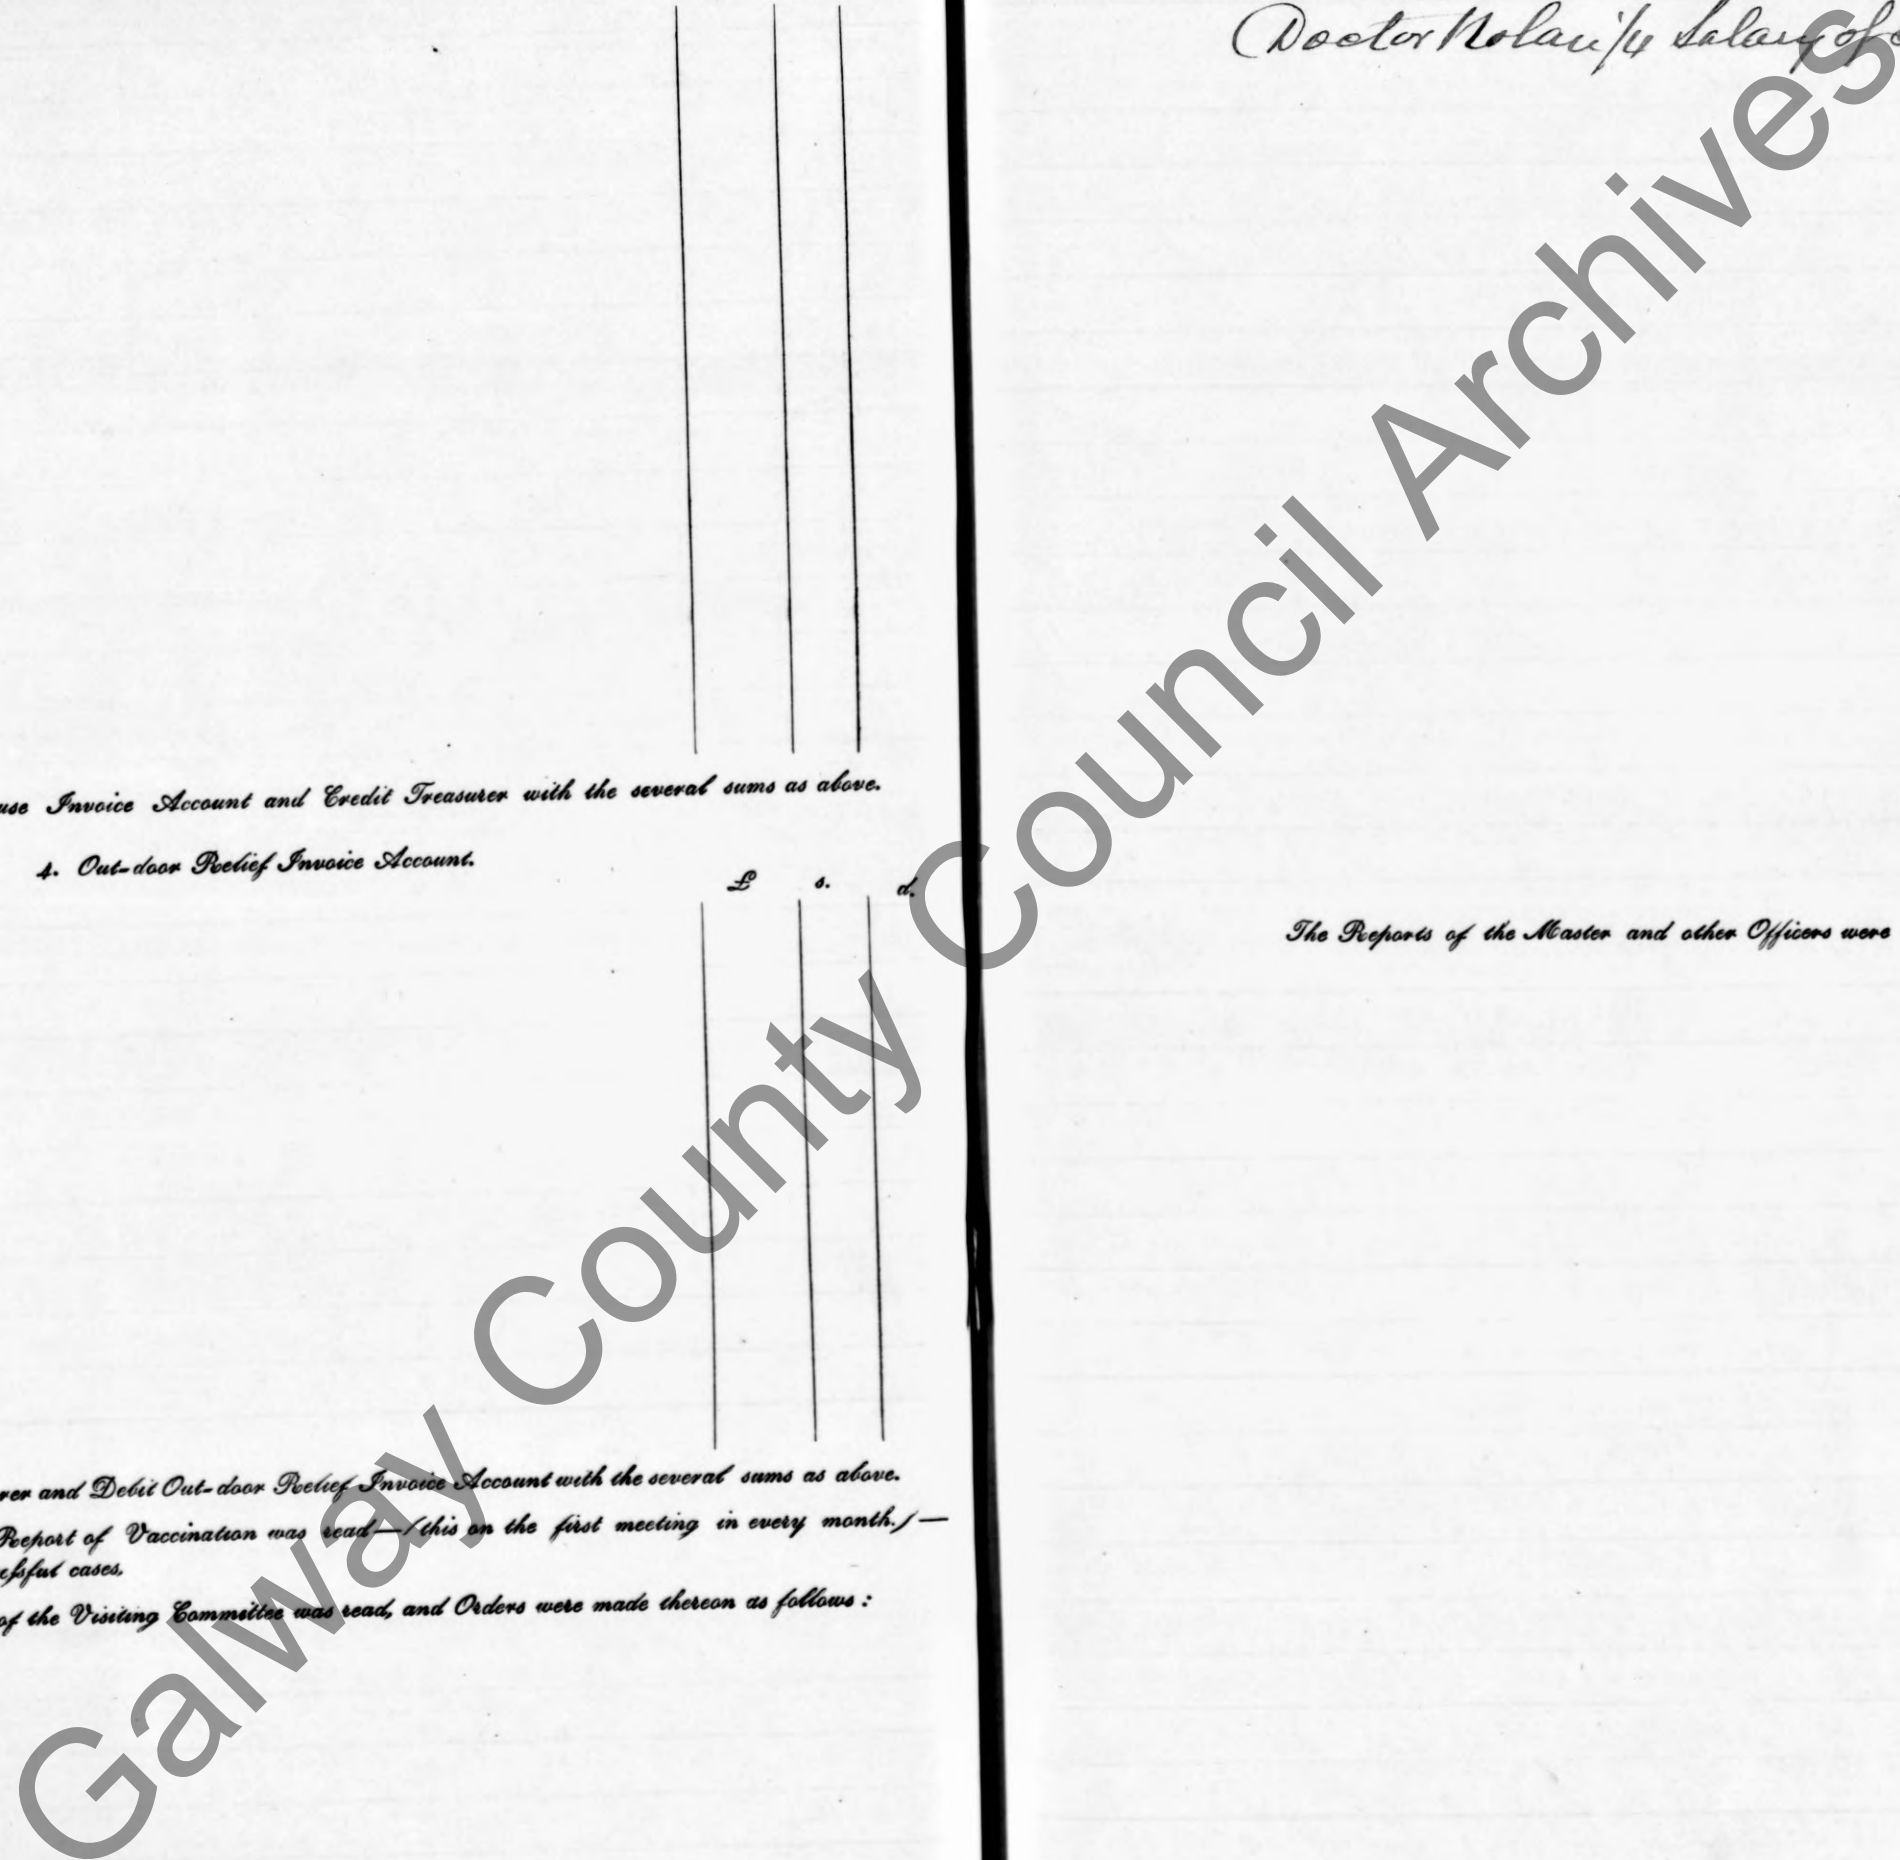 use Invoice Account and Credit Treasurer with the several sums as above.
4. Out-door Relief Invoice Account.
£ s. d.
rer and Debit Out-door Relief Invoice Account with the several sums as above.
Report of Vaccination was read—(this on the first meeting in every month.)—
essful cases.
of the Visiting Committee was read, and Orders were made thereon as follows:
Doctor Nolan ¼ Salary of
The Reports of the Master and other Officers were
Galway County Council Archives